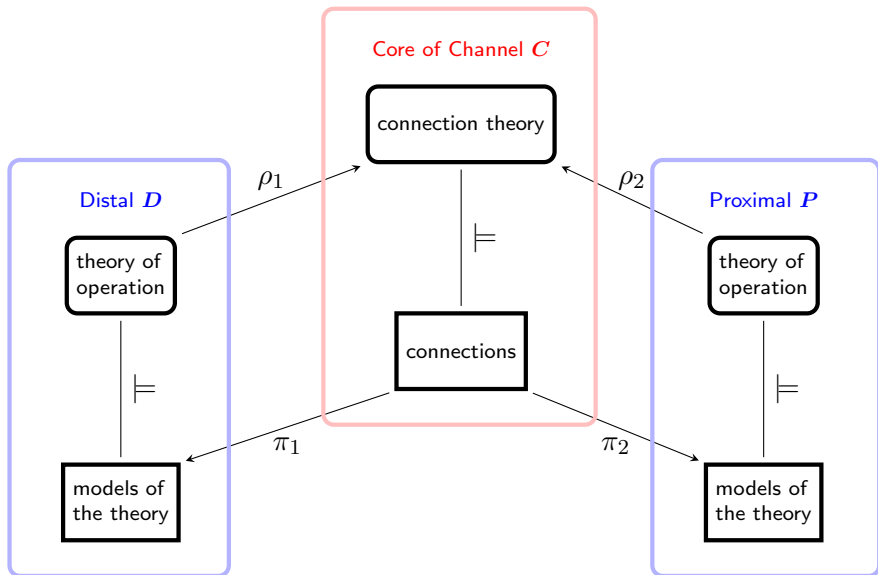 Core of Channel C
connection theory
ρ1
ρ2
Distal D
Proximal P
theory of
operation
⊨
theory of
operation
connections
⊨
⊨
π1
π2
models of
the theory
models of
the theory